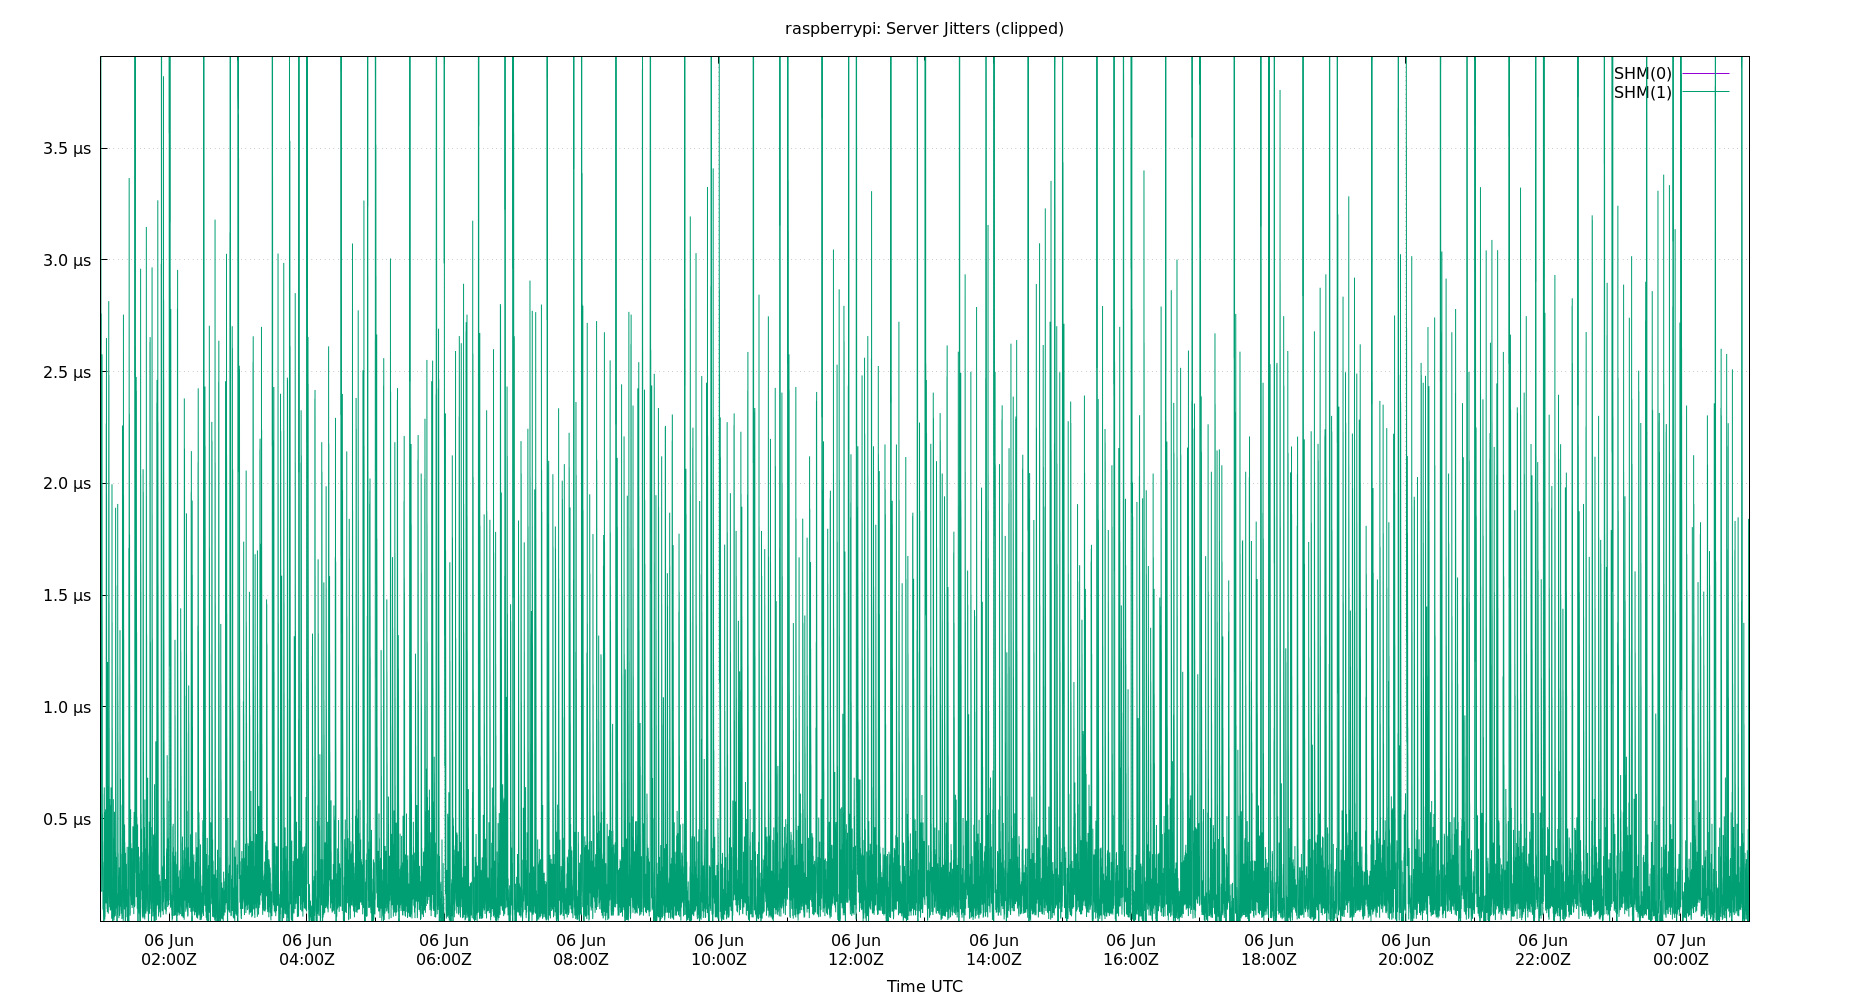 raspberrypi: Server Jitters (clipped)
SHM(0)
SHM(1)
3.5 µs
3.0 µs
2.5 µs
2.0 µs
1.5 µs
1.0 µs
0.5 µs
06 Jun 06 Jun 06 Jun 06 Jun 06 Jun 06 Jun 06 Jun 06 Jun 06 Jun 06 Jun 06 Jun 07 Jun
02:00Z 04:00Z 06:00Z 08:00Z 10:00Z 12:00Z 14:00Z 16:00Z 18:00Z 20:00Z 22:00Z 00:00Z
Time UTC